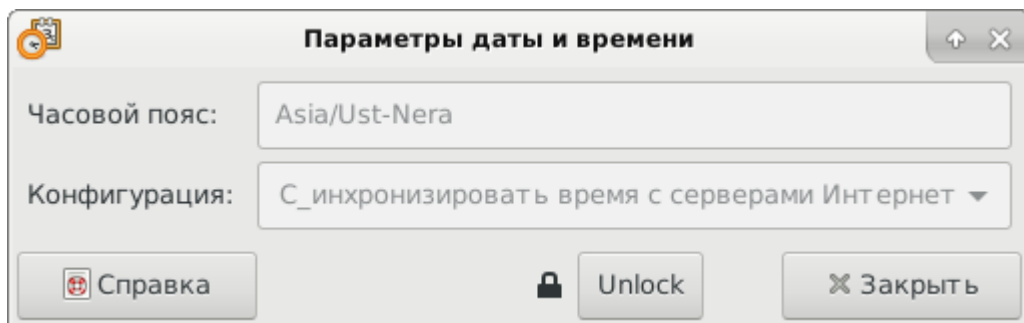 Параметры даты и времени
Часовой пояс: Asia/Ust-Nera
Конфигурация: С_инхронизировать время с серверами Интернет
Справка Unlock Закрыть